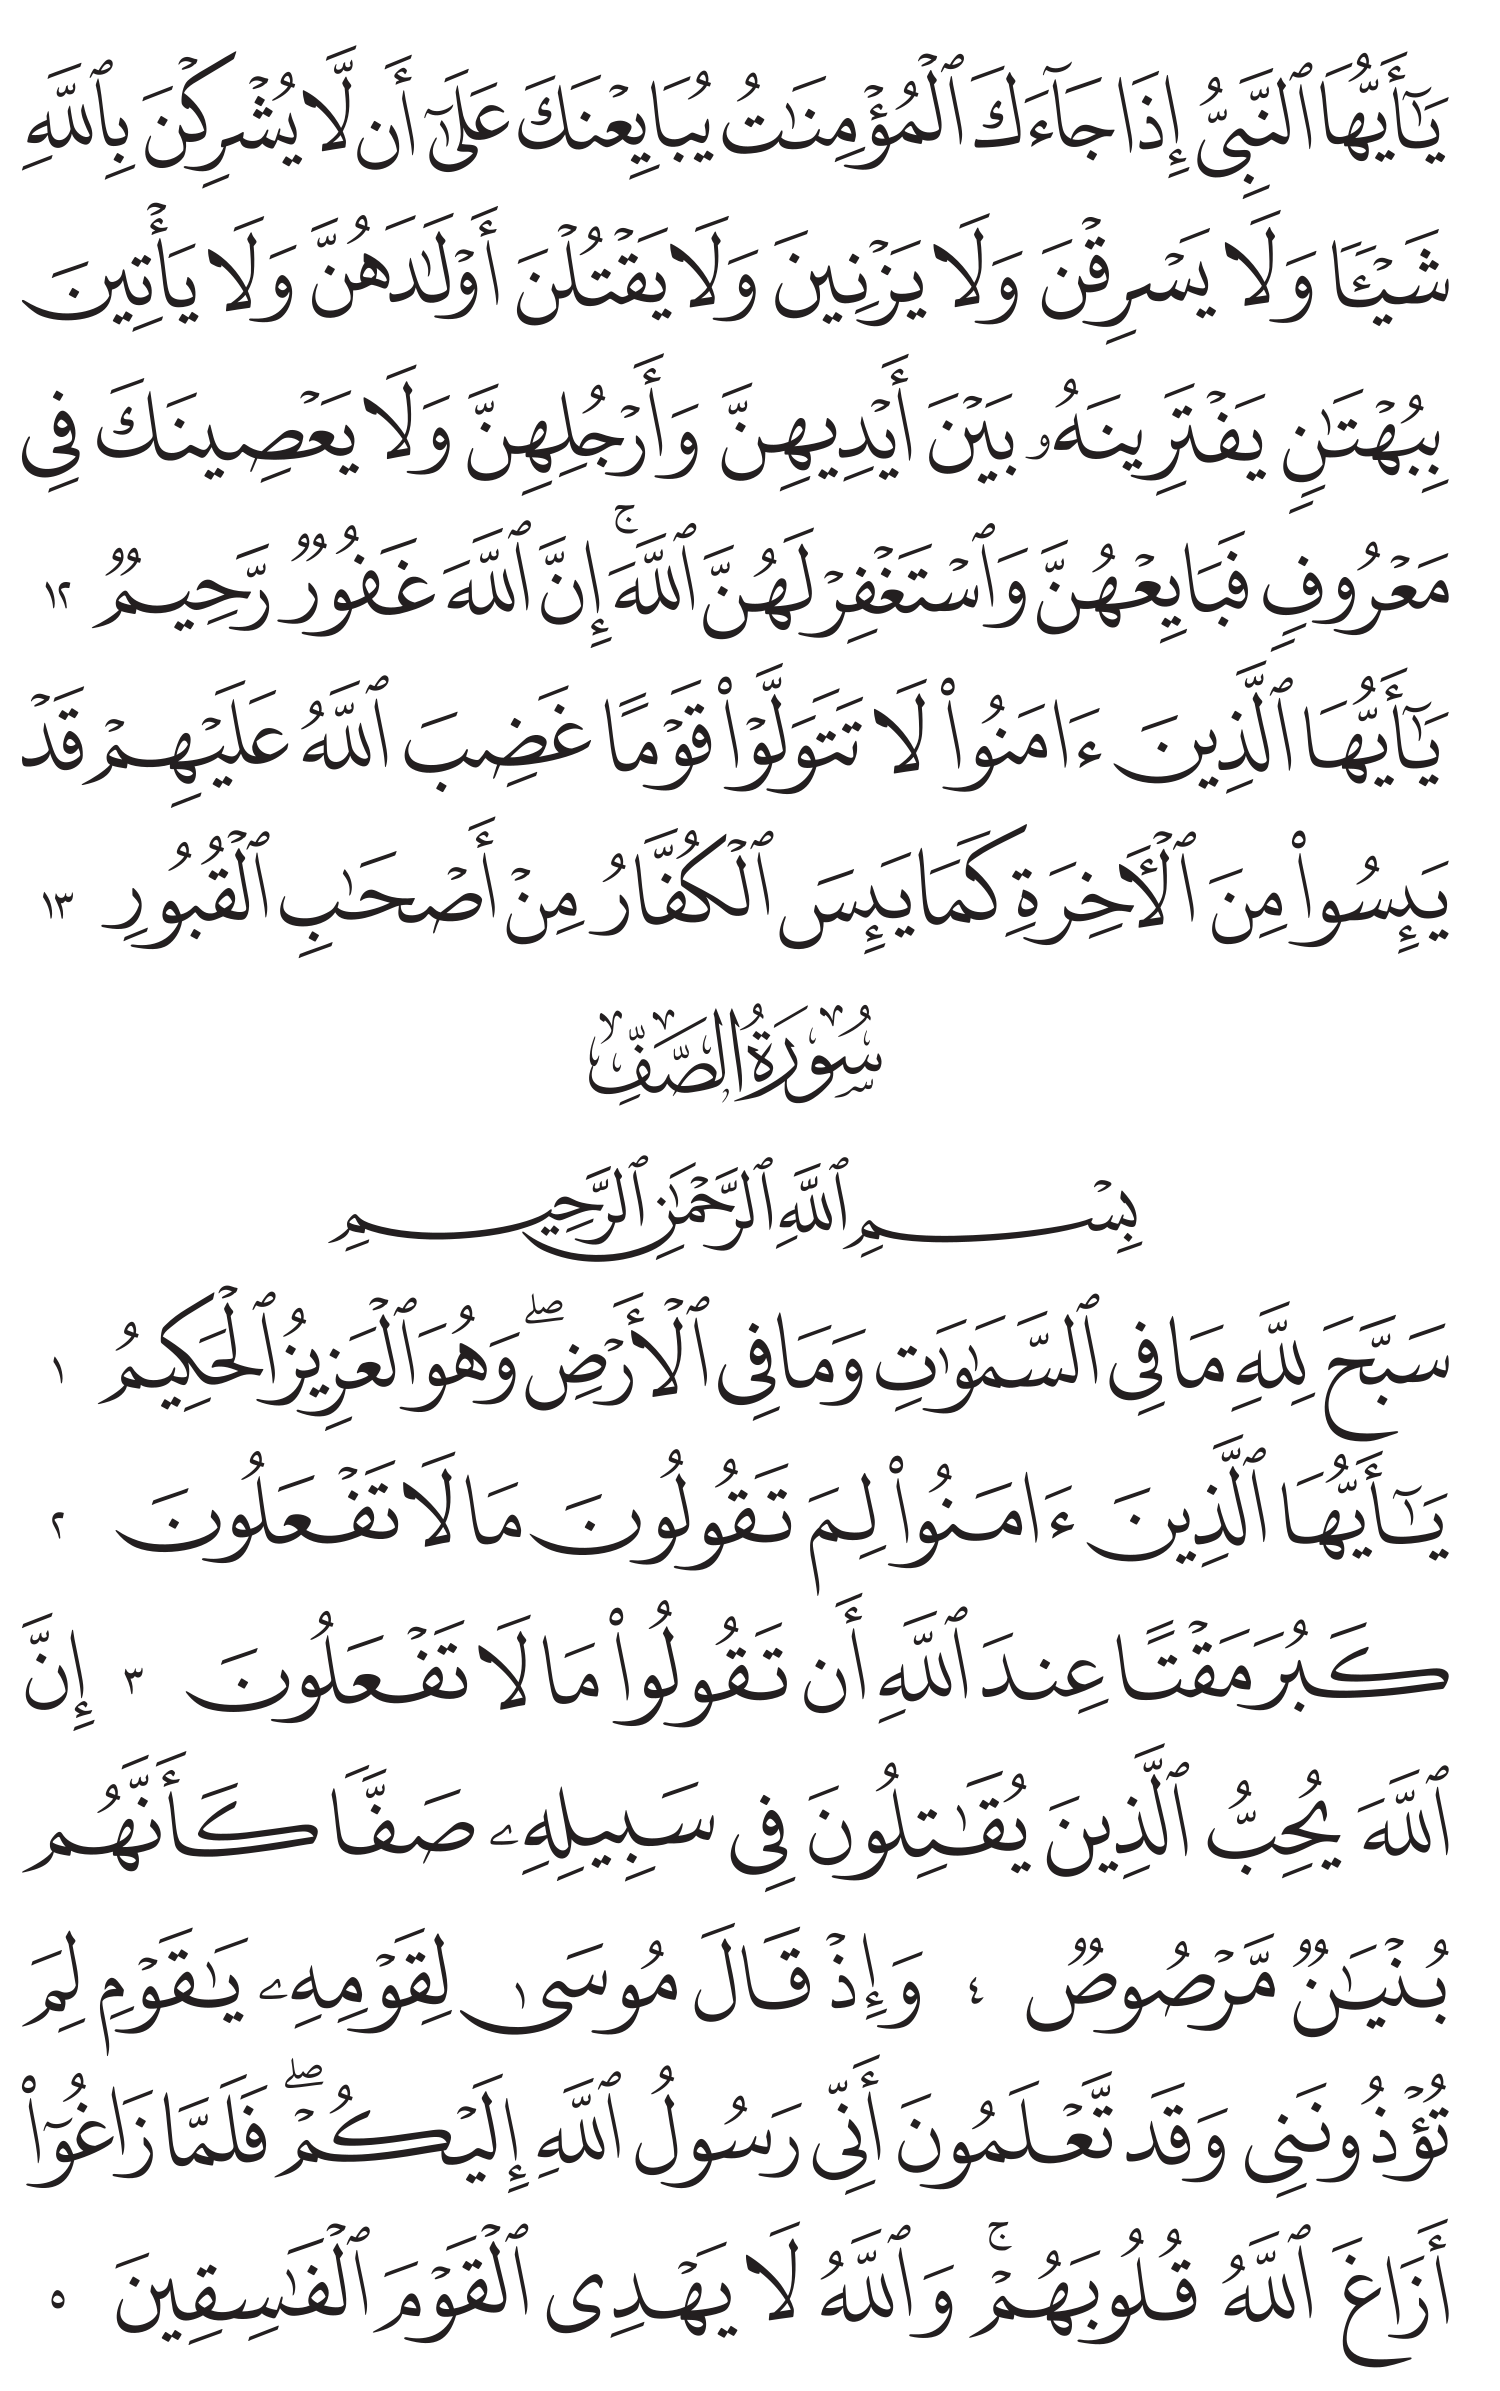 يَٰٓأَيُّهَا ٱلنَّبِىُّ إِذَا جَآءَكَ ٱلْمُؤْمِنَٰتُ يُبَايِعْنَكَ عَلَىٰٓ أَن لَّا يُشْرِكْنَ بِٱللَّهِ
شَيْـًٔا وَلَا يَسْرِقْنَ وَلَا يَزْنِينَ وَلَا يَقْتُلْنَ أَوْلَٰدَهُنَّ وَلَا يَأْتِينَ
بِبُهْتَٰنٍ يَفْتَرِينَهُۥ بَيْنَ أَيْدِيهِنَّ وَأَرْجُلِهِنَّ وَلَا يَعْصِينَكَ فِى
مَعْرُوفٍ فَبَايِعْهُنَّ وَٱسْتَغْفِرْ لَهُنَّ ٱللَّهَ ۚ إِنَّ ٱللَّهَ غَفُورٌ رَّحِيمٌ ١٢
يَٰٓأَيُّهَا ٱلَّذِينَ ءَامَنُوا۟ لَا تَتَوَلَّوْا۟ قَوْمًا غَضِبَ ٱللَّهُ عَلَيْهِمْ قَدْ
يَئِسُوا۟ مِنَ ٱلْـَٔاخِرَةِ كَمَا يَئِسَ ٱلْكُفَّارُ مِنْ أَصْحَٰبِ ٱلْقُبُورِ ١٣
سُورَةُ الصَّفِّ
بِسْمِ ٱللَّهِ ٱلرَّحْمَٰنِ ٱلرَّحِيمِ
سَبَّحَ لِلَّهِ مَا فِى ٱلسَّمَٰوَٰتِ وَمَا فِى ٱلْأَرْضِ ۖ وَهُوَ ٱلْعَزِيزُ ٱلْحَكِيمُ ١
يَٰٓأَيُّهَا ٱلَّذِينَ ءَامَنُوا۟ لِمَ تَقُولُونَ مَا لَا تَفْعَلُونَ ٢
كَبُرَ مَقْتًا عِندَ ٱللَّهِ أَن تَقُولُوا۟ مَا لَا تَفْعَلُونَ ٣ إِنَّ
ٱللَّهَ يُحِبُّ ٱلَّذِينَ يُقَٰتِلُونَ فِى سَبِيلِهِۦ صَفًّا كَأَنَّهُم
بُنْيَٰنٌ مَّرْصُوصٌ ٤ وَإِذْ قَالَ مُوسَىٰ لِقَوْمِهِۦ يَٰقَوْمِ لِمَ
تُؤْذُونَنِى وَقَد تَّعْلَمُونَ أَنِّى رَسُولُ ٱللَّهِ إِلَيْكُمْ ۖ فَلَمَّا زَاغُوٓا۟
أَزَاغَ ٱللَّهُ قُلُوبَهُمْ ۚ وَٱللَّهُ لَا يَهْدِى ٱلْقَوْمَ ٱلْفَٰسِقِينَ ٥